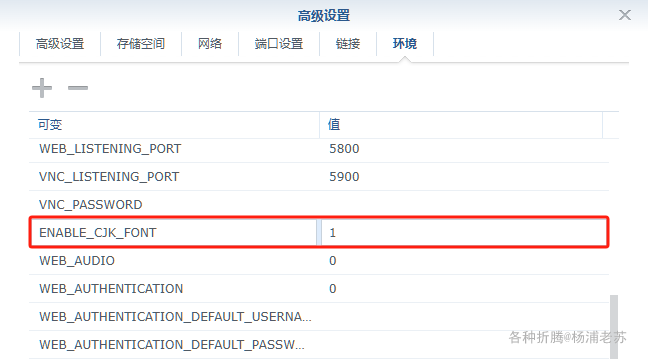 高级设置
高级设置 存储空间 网络 端口设置 链接 环境
可变 值
WEB_LISTENING_PORT 5800
VNC_LISTENING_PORT 5900
VNC_PASSWORD
ENABLE_CJK_FONT 1
WEB_AUDIO 0
WEB_AUTHENTICATION 0
WEB_AUTHENTICATION_DEFAULT_USERNA...
WEB_AUTHENTICATION_DEFAULT_PASSW...
各种折腾@杨浦老苏